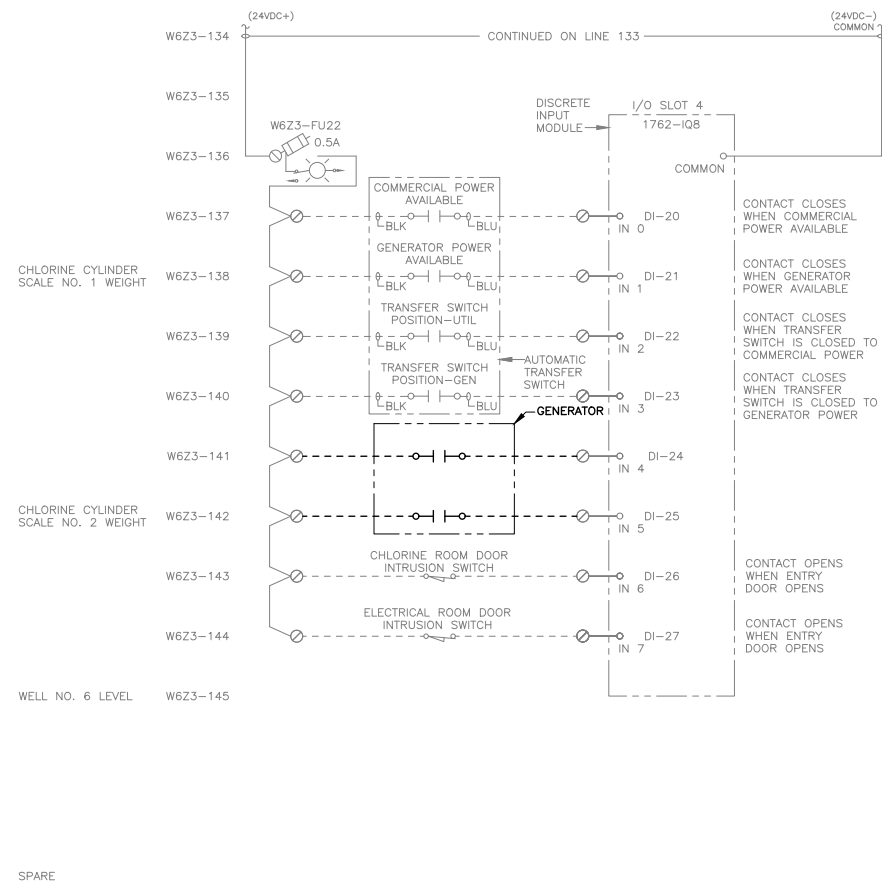 (24VDC+)
(24VDC-)
COMMON
W6Z3-134
CONTINUED ON LINE 133
W6Z3-135
DISCRETE
INPUT
MODULE
I/O SLOT 4
1762-IQ8
W6Z3-FU22
0.5A
W6Z3-136
COMMON
COMMERCIAL POWER
AVAILABLE
W6Z3-137
BLK
BLU
DI-20
IN 0
CONTACT CLOSES
WHEN COMMERCIAL
POWER AVAILABLE
CHLORINE CYLINDER
SCALE NO. 1 WEIGHT
W6Z3-138
GENERATOR POWER
AVAILABLE
BLK
BLU
DI-21
IN 1
CONTACT CLOSES
WHEN GENERATOR
POWER AVAILABLE
W6Z3-139
TRANSFER SWITCH
POSITION-UTIL
BLK
BLU
DI-22
IN 2
CONTACT CLOSES
WHEN TRANSFER
SWITCH IS CLOSED TO
COMMERCIAL POWER
AUTOMATIC
TRANSFER
SWITCH
W6Z3-140
TRANSFER SWITCH
POSITION-GEN
BLK
BLU
DI-23
IN 3
CONTACT CLOSES
WHEN TRANSFER
SWITCH IS CLOSED TO
GENERATOR POWER
GENERATOR
W6Z3-141
DI-24
IN 4
CHLORINE CYLINDER
SCALE NO. 2 WEIGHT
W6Z3-142
DI-25
IN 5
W6Z3-143
CHLORINE ROOM DOOR
INTRUSION SWITCH
DI-26
IN 6
CONTACT OPENS
WHEN ENTRY
DOOR OPENS
W6Z3-144
ELECTRICAL ROOM DOOR
INTRUSION SWITCH
DI-27
IN 7
CONTACT OPENS
WHEN ENTRY
DOOR OPENS
WELL NO. 6 LEVEL
W6Z3-145
SPARE